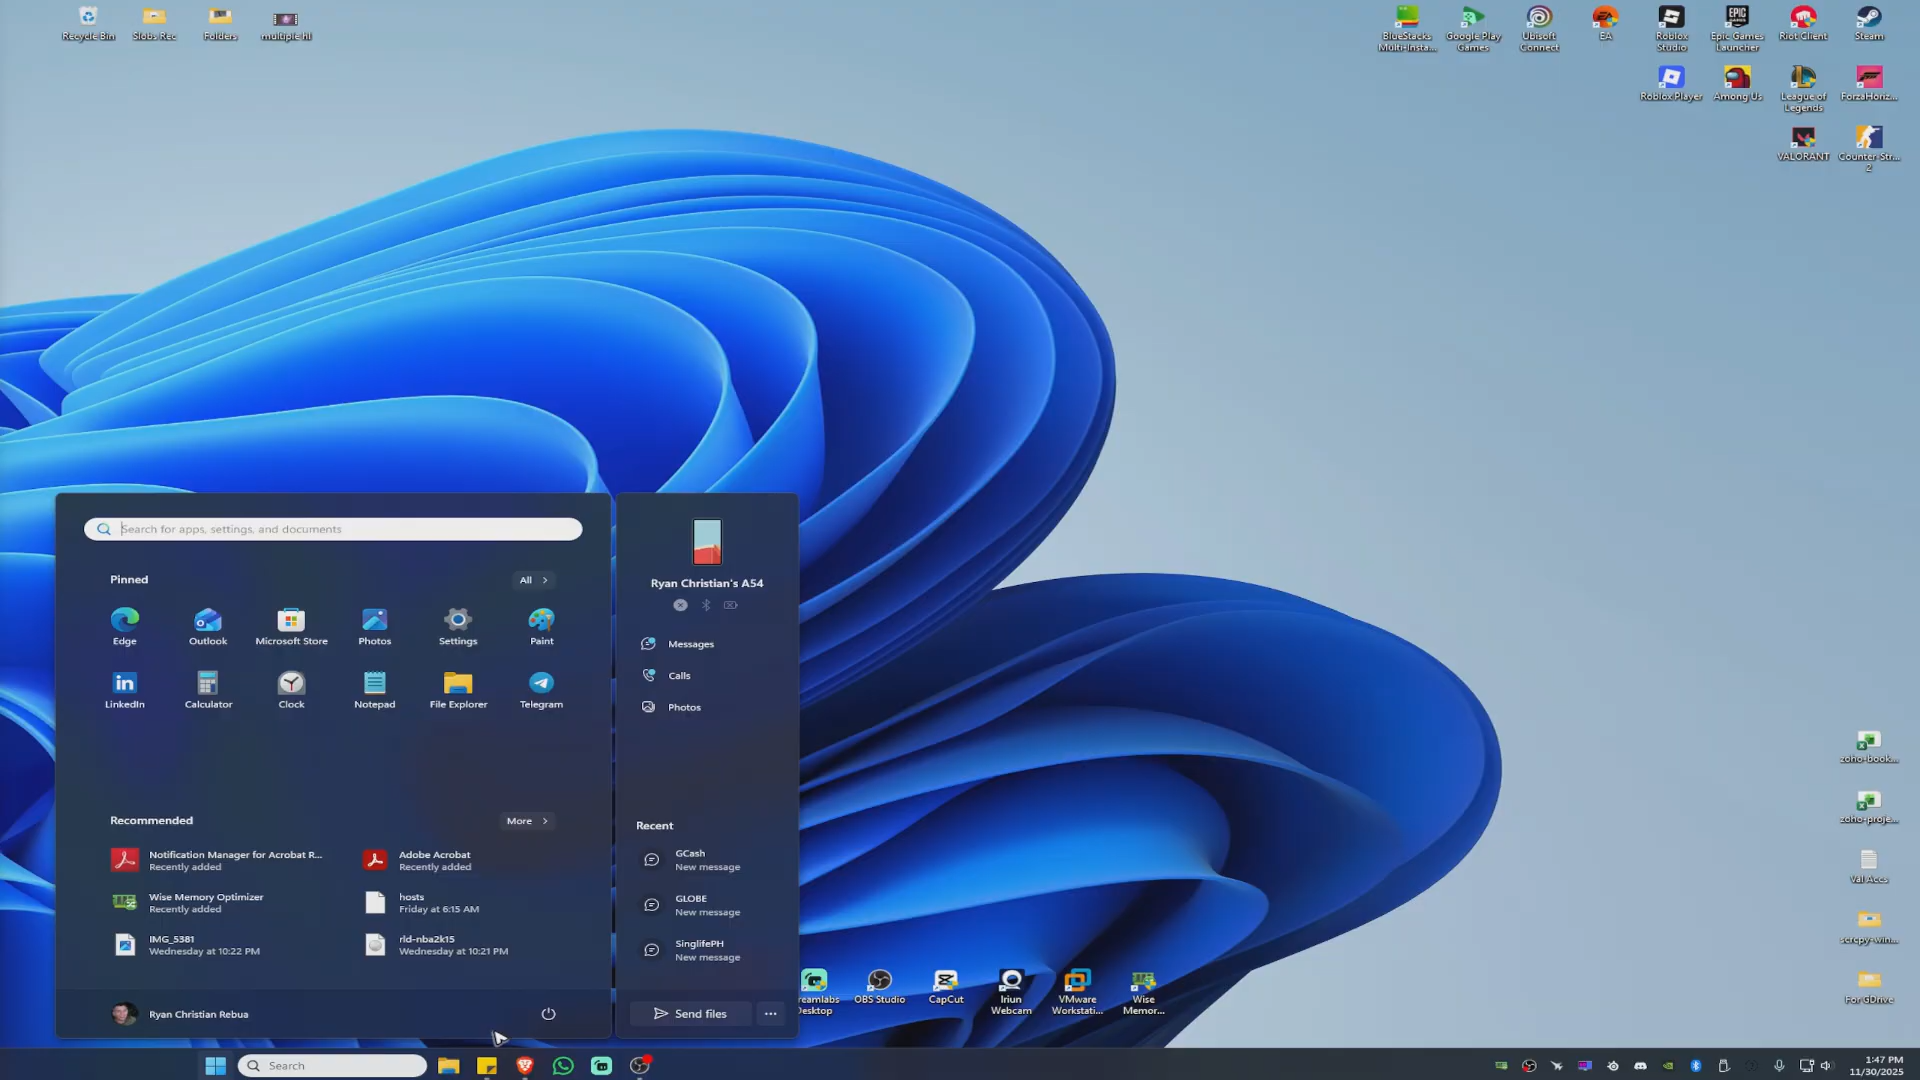 Recycle Bin
Slobs Rec
Folders
multiple hl
BlueStacks
Multi-Insta...
Google Play
Games
Ubisoft
Connect
EA
Roblox
Studio
Epic Games
Launcher
Riot Client
Steam
Roblox Player
Among Us
League of
Legends
ForzaHoriz...
VALORANT
Counter-Str...
2
Search for apps, settings, and documents
Pinned
All
Edge
Outlook
Microsoft Store
Photos
Settings
Paint
LinkedIn
Calculator
Clock
Notepad
File Explorer
Telegram
Recommended
More
Notification Manager for Acrobat R...
Recently added
Adobe Acrobat
Recently added
Wise Memory Optimizer
Recently added
hosts
Friday at 6:15 AM
IMG_5381
Wednesday at 10:22 PM
rld-nba2k15
Wednesday at 10:21 PM
Ryan Christian Rebua
Ryan Christian's A54
Messages
Calls
Photos
Recent
GCash
New message
GLOBE
New message
SinglifePH
New message
Send files
reamlabs
Desktop
OBS Studio
CapCut
Iriun
Webcam
VMware
Workstati...
Wise
Memor...
zoho-book...
zoho-proje...
Val Accs
scrcpy-win...
For GDrive
Search
1:47 PM
11/30/2025